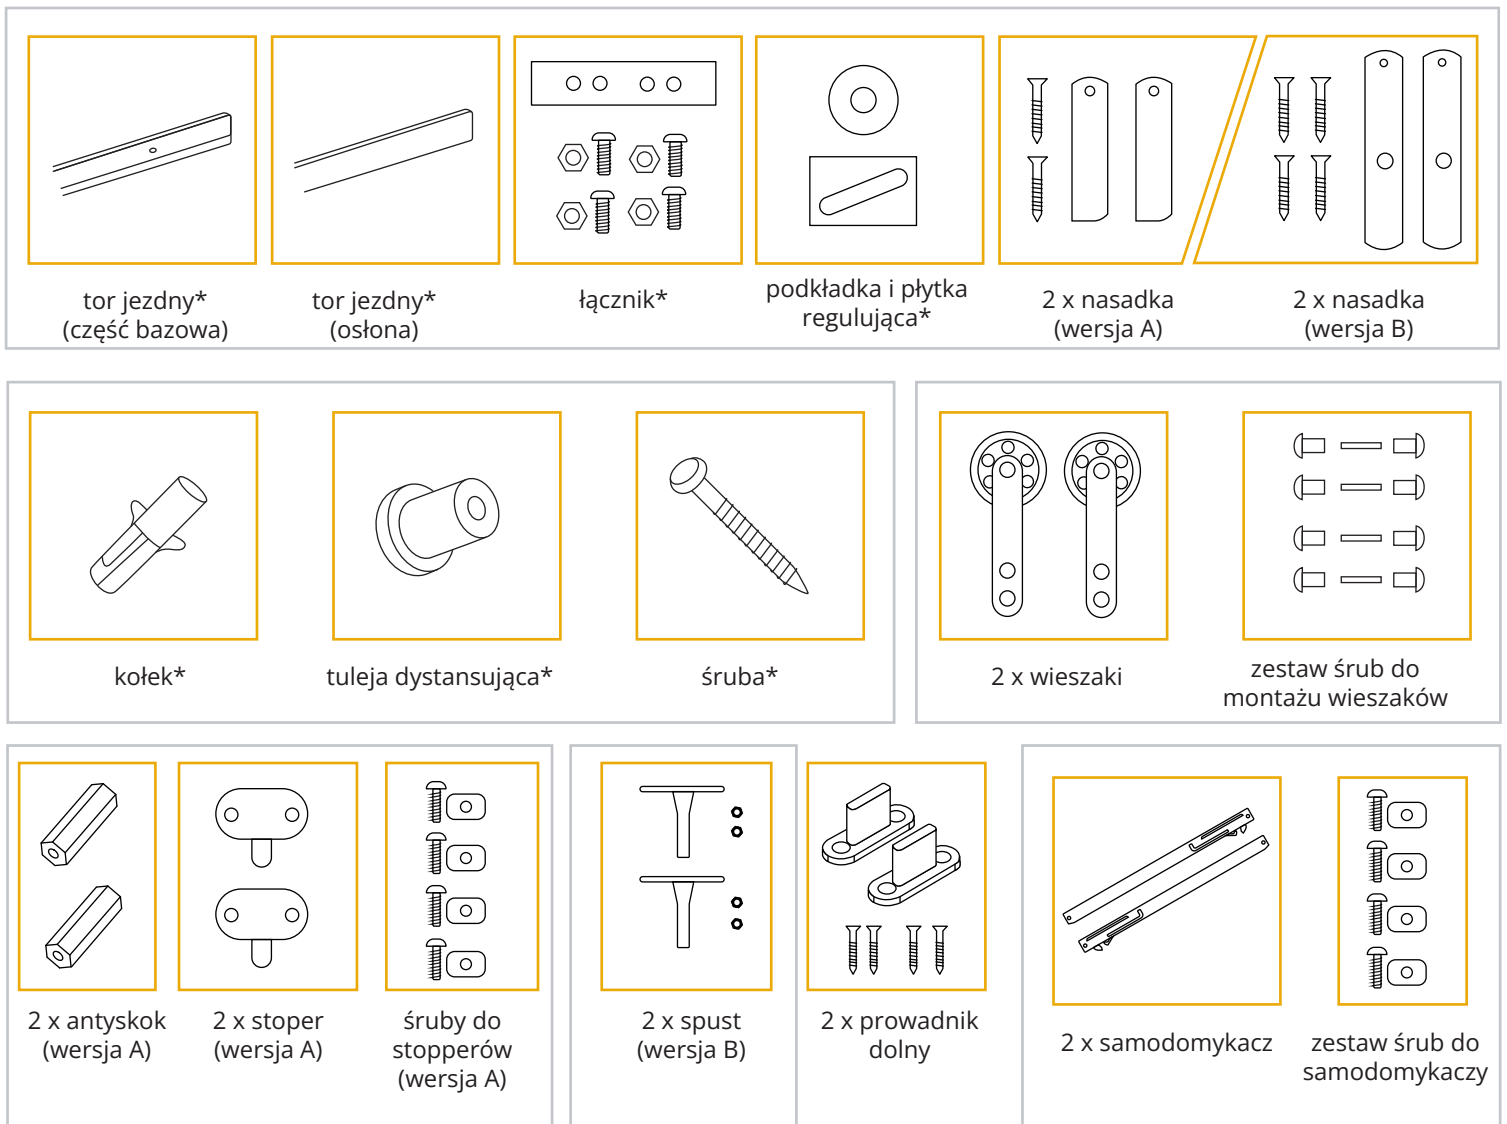 tor jezdny*
(część bazowa)
tor jezdny*
(osłona)
łącznik*
podkładka i płytka
regulująca*
2 x nasadka
(wersja A)
2 x nasadka
(wersja B)
kołek*
tuleja dystansująca*
śruba*
2 x wieszaki
zestaw śrub do
montażu wieszaków
2 x antyskok
(wersja A)
2 x stoper
(wersja A)
śruby do
stopperów
(wersja A)
2 x spust
(wersja B)
2 x prowadnik
dolny
2 x samodomykacz
zestaw śrub do
samodomykaczy